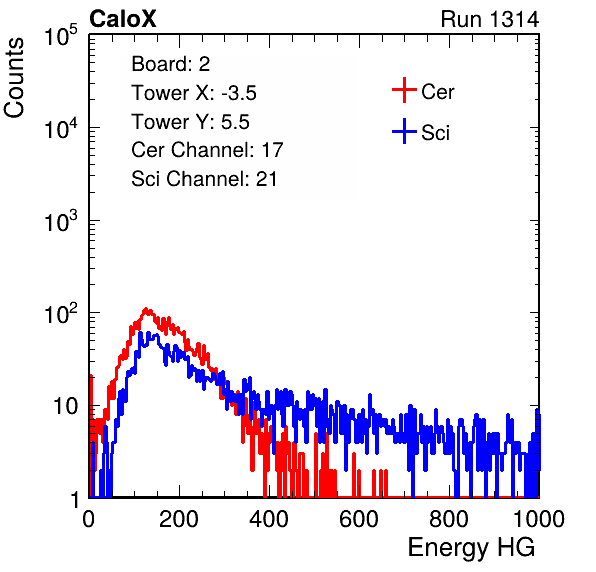 CaloX Run 1314
Counts
Board: 2
Tower X: -3.5
Tower Y: 5.5
Cer Channel: 17
Sci Channel: 21
Cer
Sci
10^5
10^4
10^3
10^2
10
1
0 200 400 600 800 1000
Energy HG